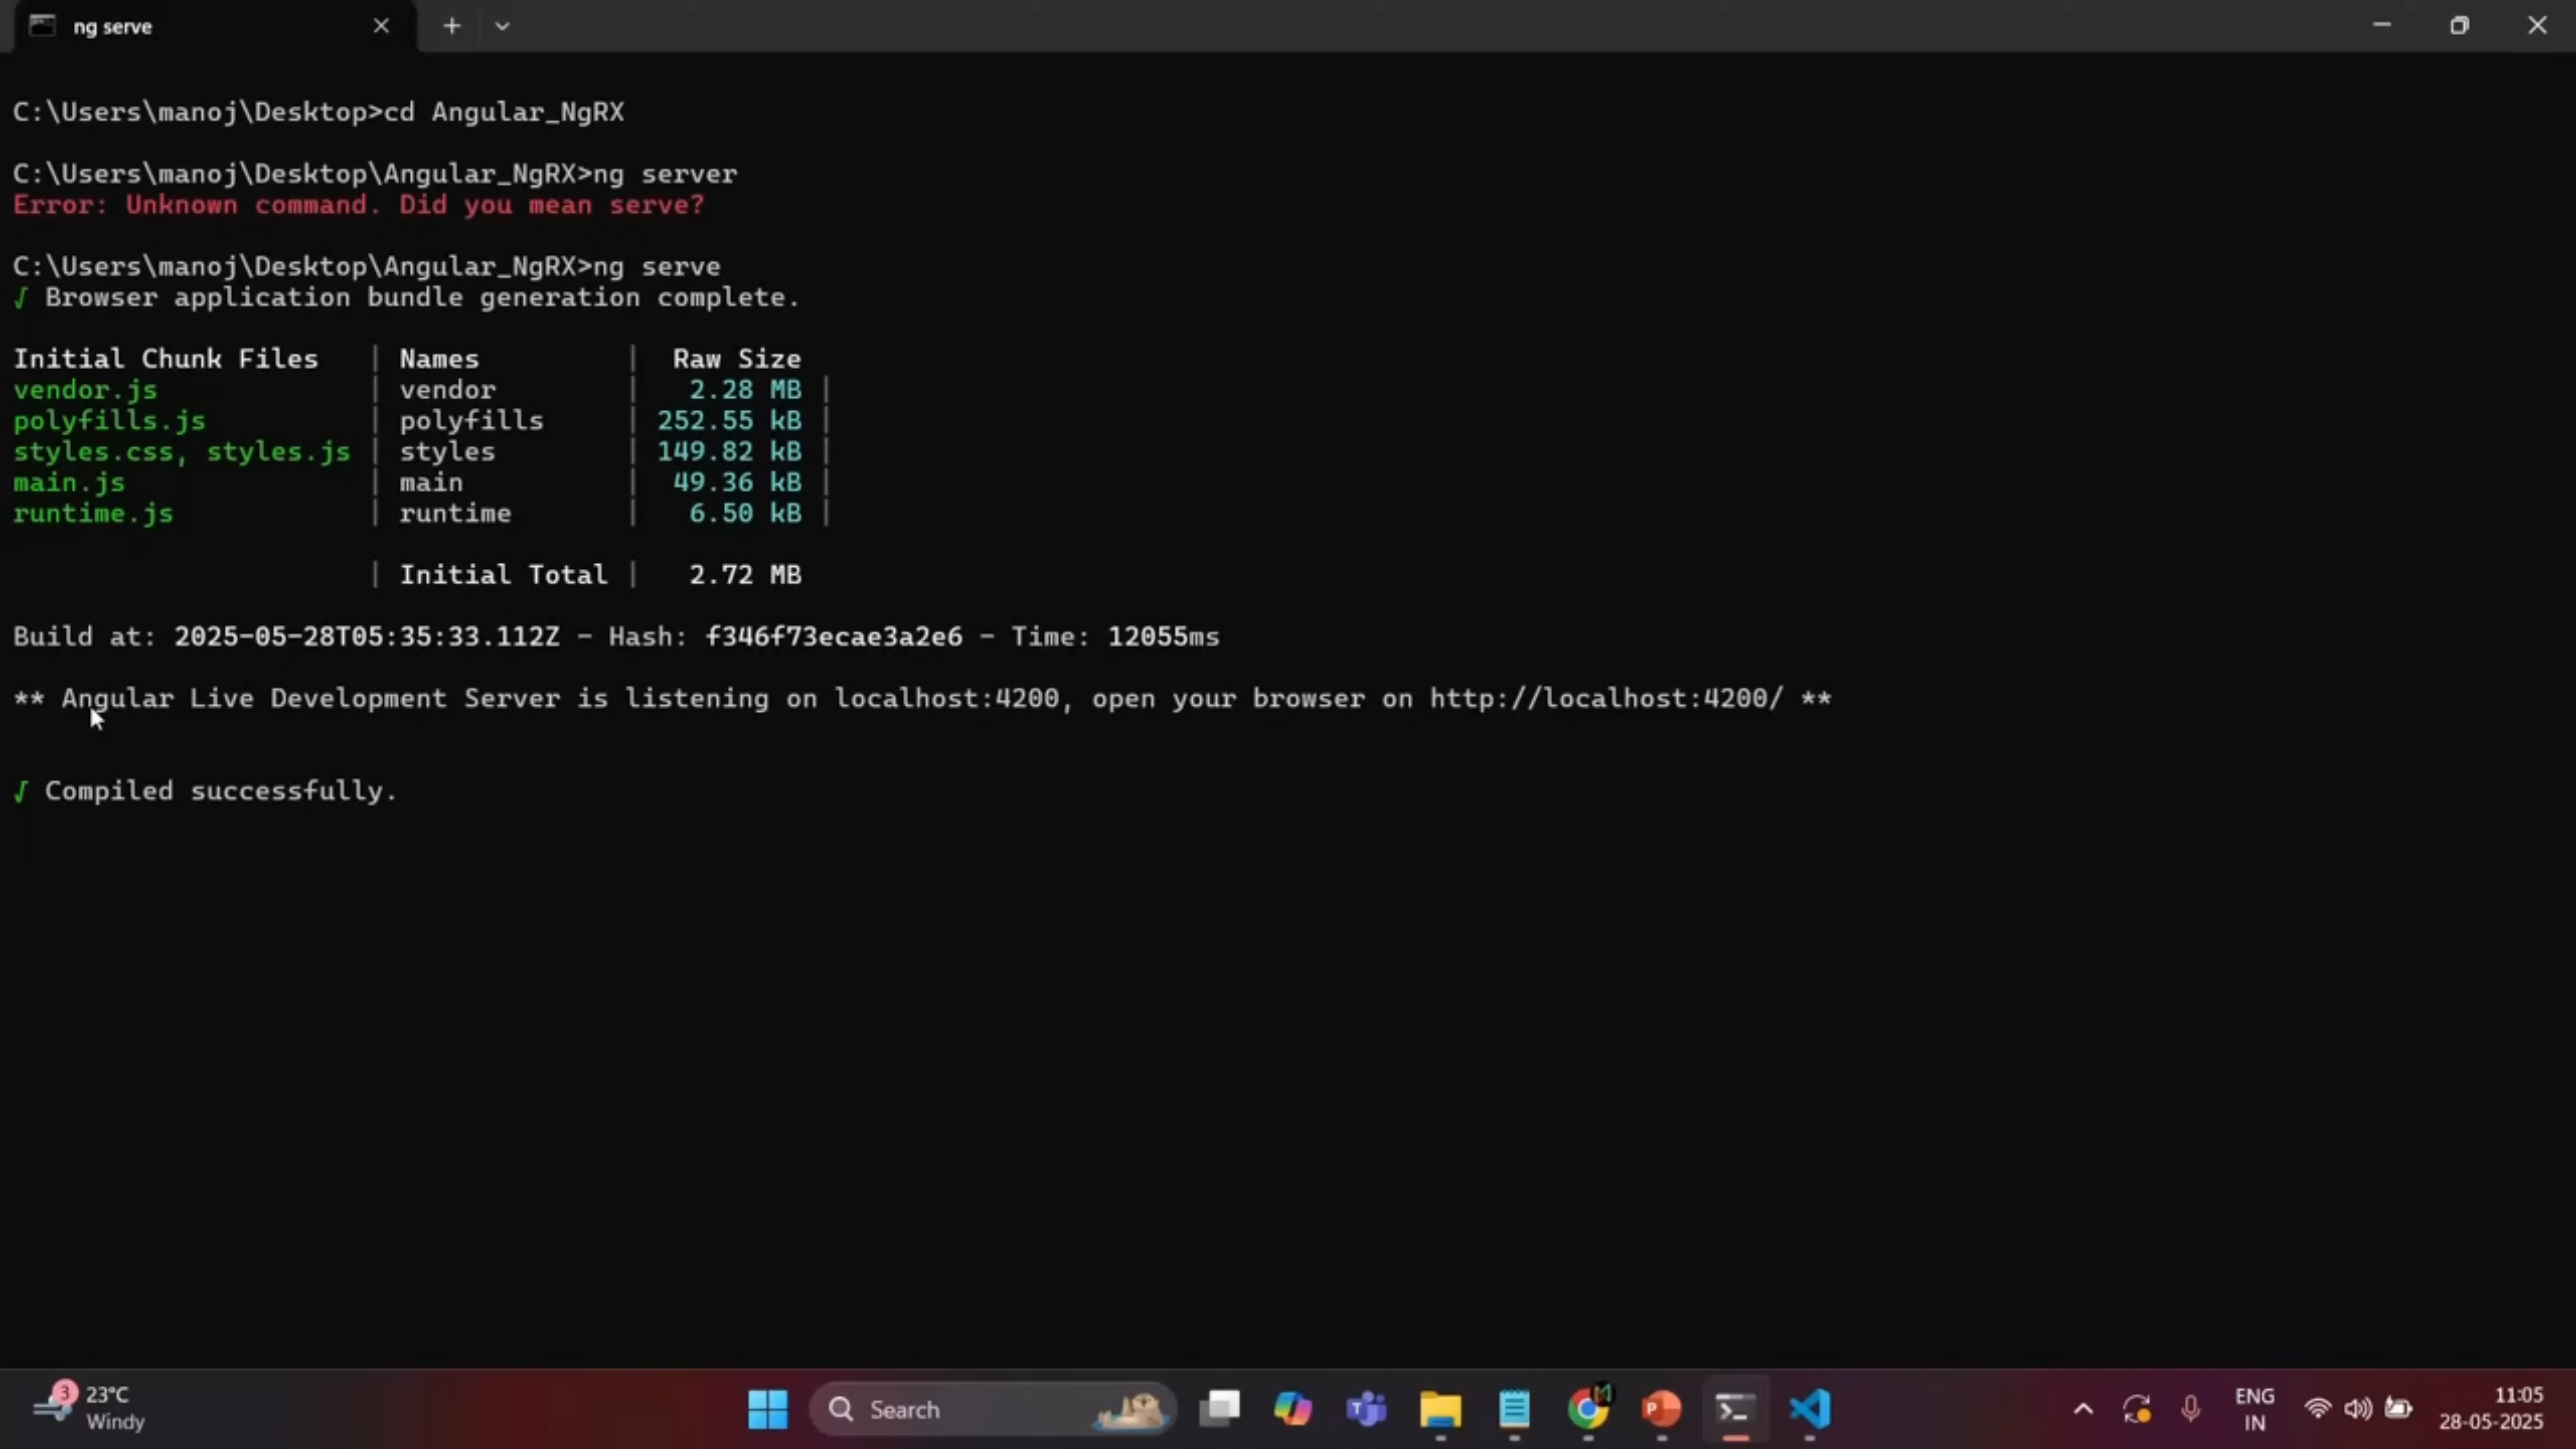 ng serve
C:\Users\manoj\Desktop>cd Angular_NgRX
C:\Users\manoj\Desktop\Angular_NgRX>ng server
Error: Unknown command. Did you mean serve?
C:\Users\manoj\Desktop\Angular_NgRX>ng serve
√ Browser application bundle generation complete.
Initial Chunk Files | Names | Raw Size
vendor.js | vendor | 2.28 MB |
polyfills.js | polyfills | 252.55 kB |
styles.css, styles.js | styles | 149.82 kB |
main.js | main | 49.36 kB |
runtime.js | runtime | 6.50 kB |
| Initial Total | 2.72 MB
Build at: 2025-05-28T05:35:33.112Z - Hash: f346f73ecae3a2e6 - Time: 12055ms
** Angular Live Development Server is listening on localhost:4200, open your browser on http://localhost:4200/ **
√ Compiled successfully.
3
23°C
Windy
Search
ENG
IN
11:05
28-05-2025